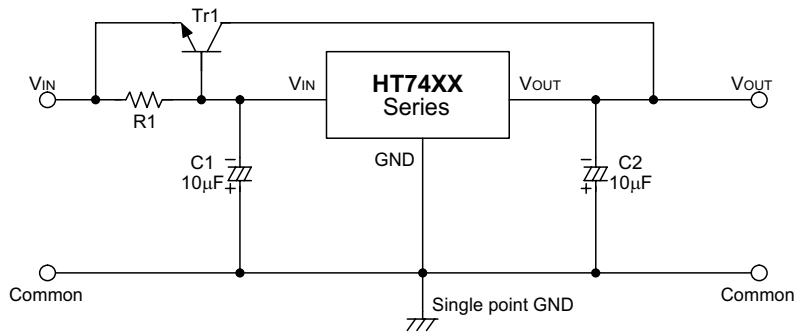 Tr1
VIN
R1
VIN
HT74XX
Series
VOUT
VOUT
GND
C1
10μF
−
+
C2
10μF
−
+
Common
Single point GND
Common